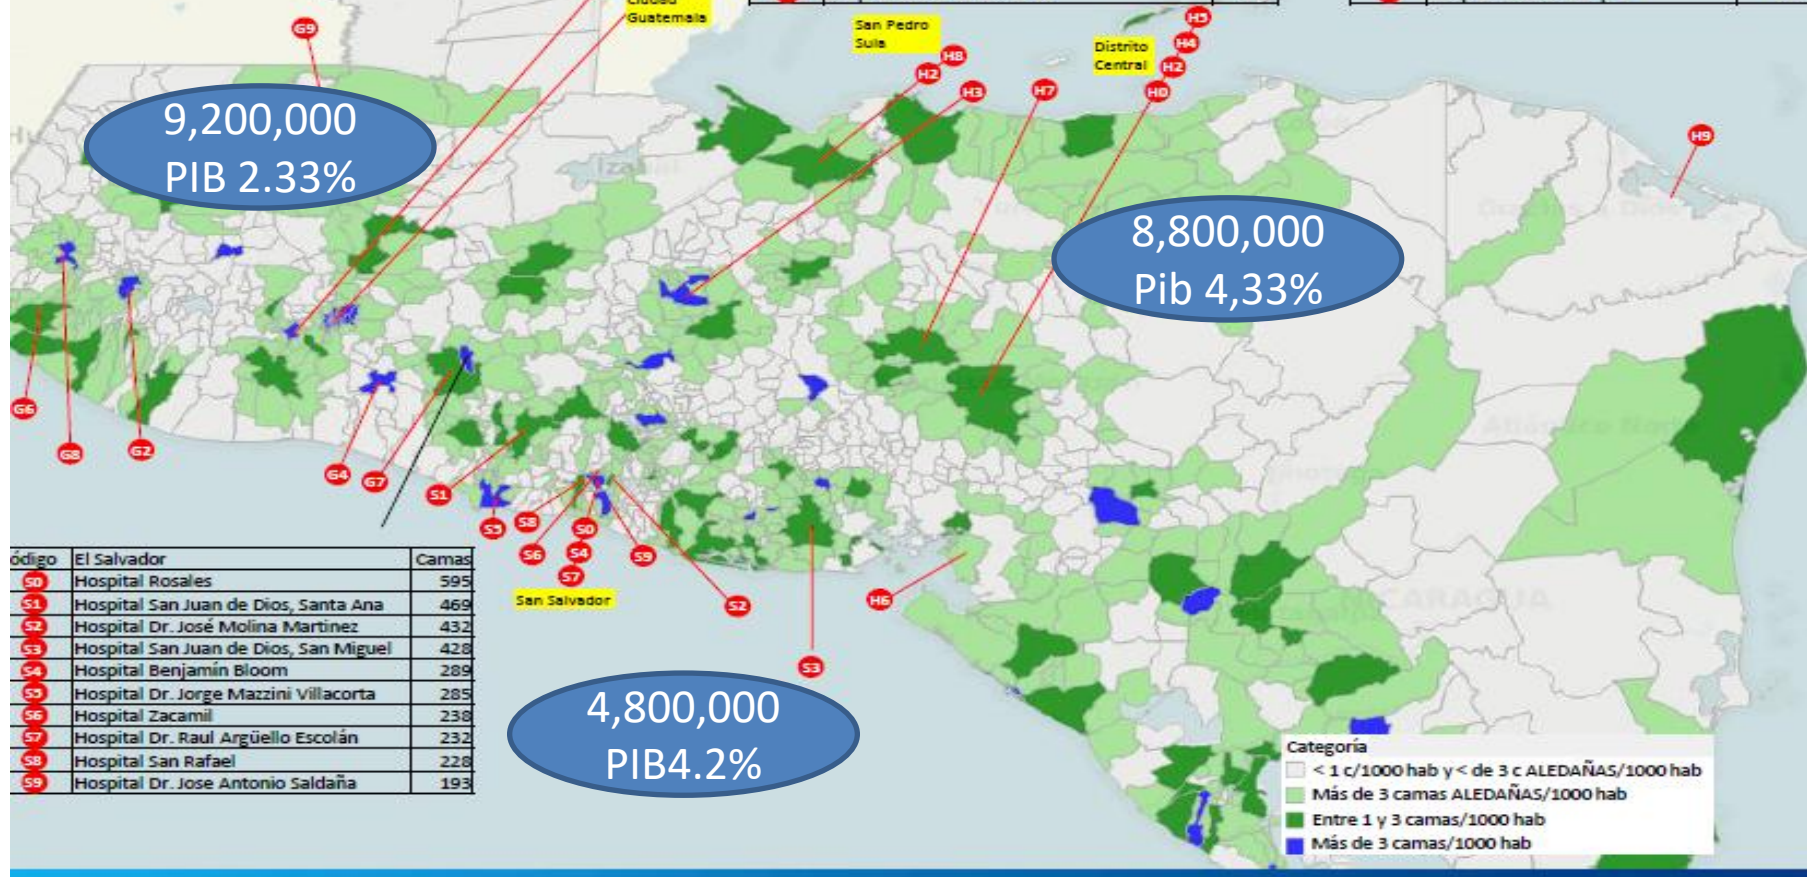 Ciudad
Guatemala
San Pedro
Sula
Distrito
Central
H5
H4
H2
H0
H8
H2
H3
H7
H9
G9
9,200,000
PIB 2.33%
8,800,000
Pib 4,33%
G6
G8
G2
G4
G7
S1
S5
S8
S6
S0
S4
S7
S9
San Salvador
S2
S3
H6
ódigo El Salvador Camas
S0 Hospital Rosales 595
S1 Hospital San Juan de Dios, Santa Ana 469
S2 Hospital Dr. José Molina Martinez 432
S3 Hospital San Juan de Dios, San Miguel 428
S4 Hospital Benjamín Bloom 289
S5 Hospital Dr. Jorge Mazzini Villacorta 285
S6 Hospital Zacamil 238
S7 Hospital Dr. Raul Argüello Escolán 232
S8 Hospital San Rafael 228
S9 Hospital Dr. Jose Antonio Saldaña 193
4,800,000
PIB4.2%
Categoría
< 1 c/1000 hab y < de 3 c ALEDAÑAS/1000 hab
Más de 3 camas ALEDAÑAS/1000 hab
Entre 1 y 3 camas/1000 hab
Más de 3 camas/1000 hab